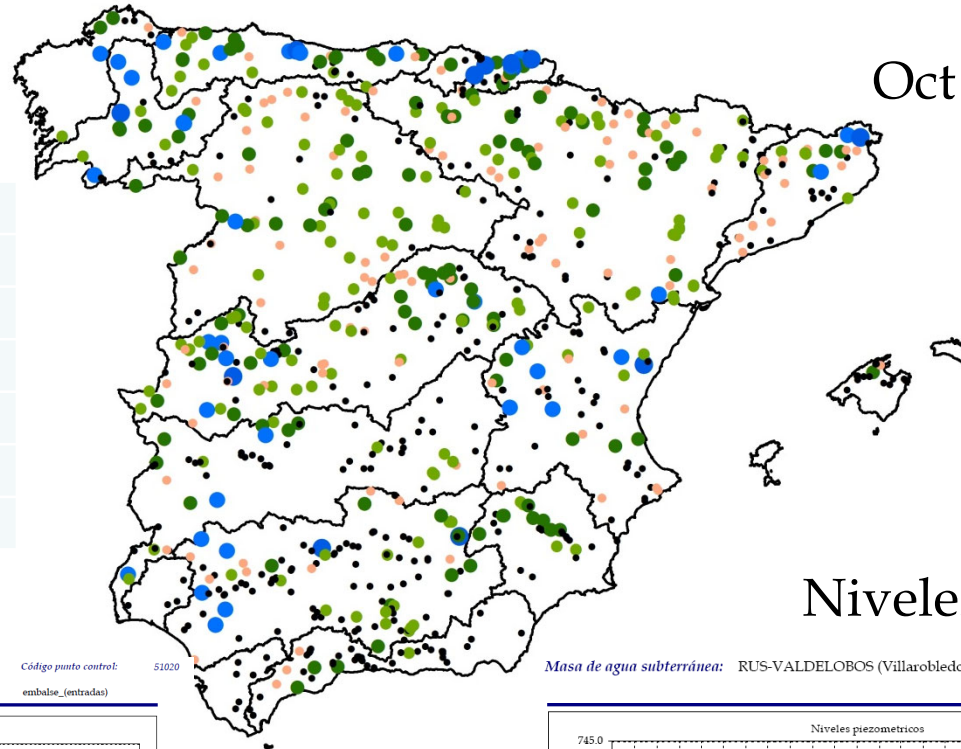 Oct
Nivele
Código punto control: 51020
embalse_(entradas)
Masa de agua subterránea: RUS-VALDELOBOS (Villarobledo
Niveles piezometricos
745.0